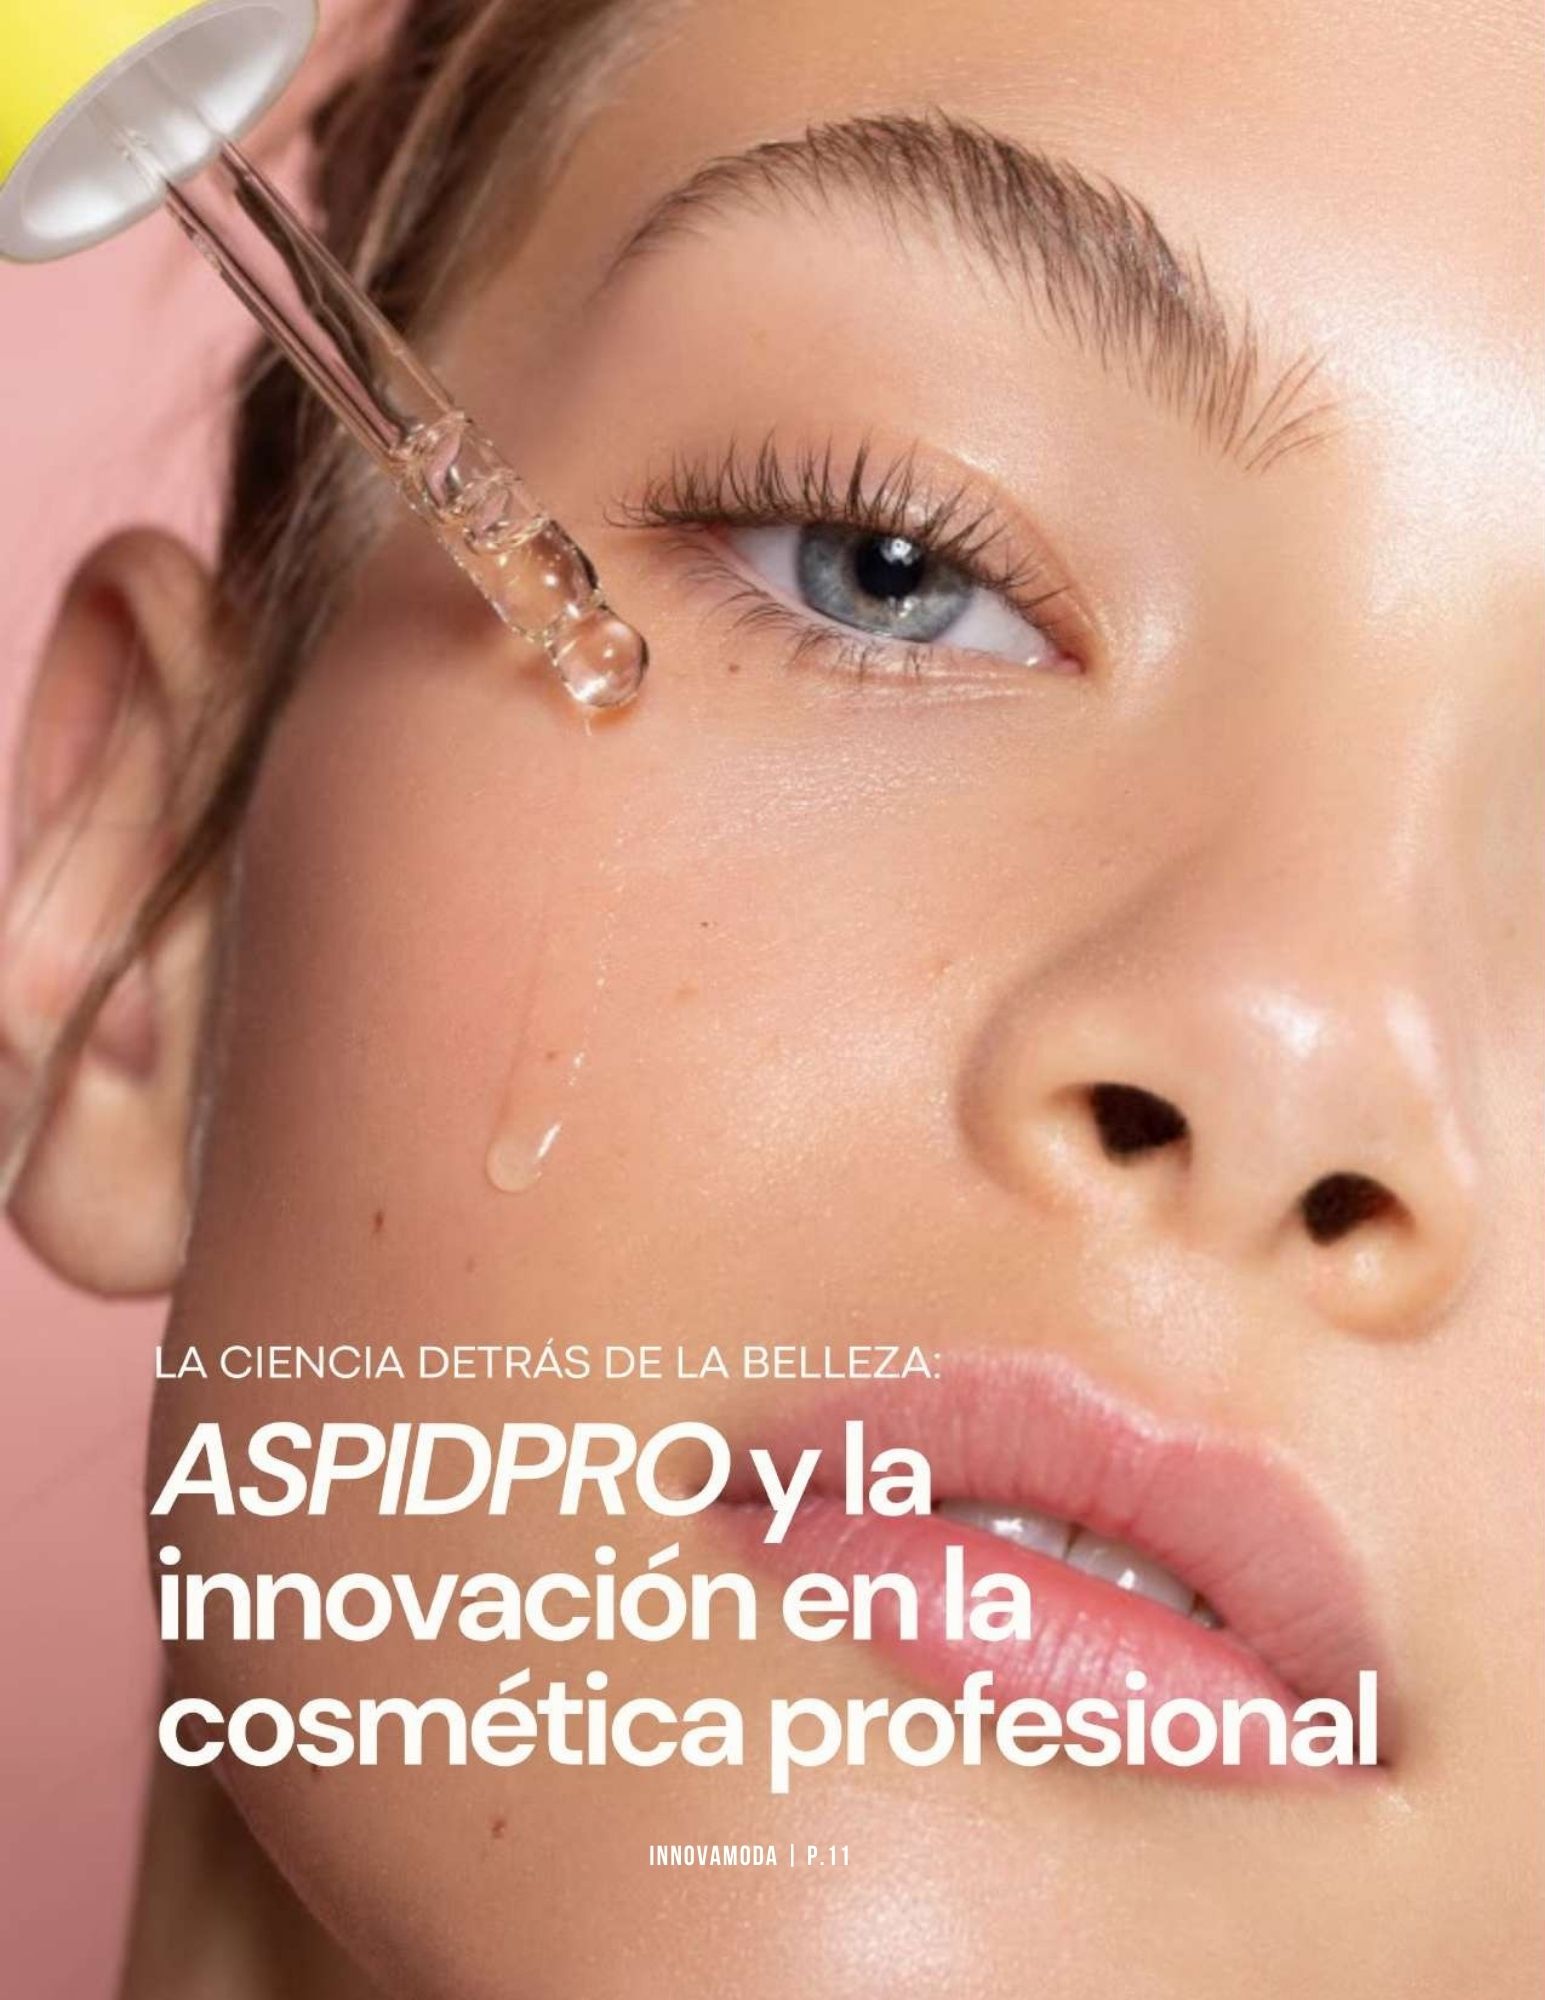 LA CIENCIA DETRÁS DE LA BELLEZA:
ASPIDPRO y la
innovación en la
cosmética profesional
INNOVAMODA | P.11